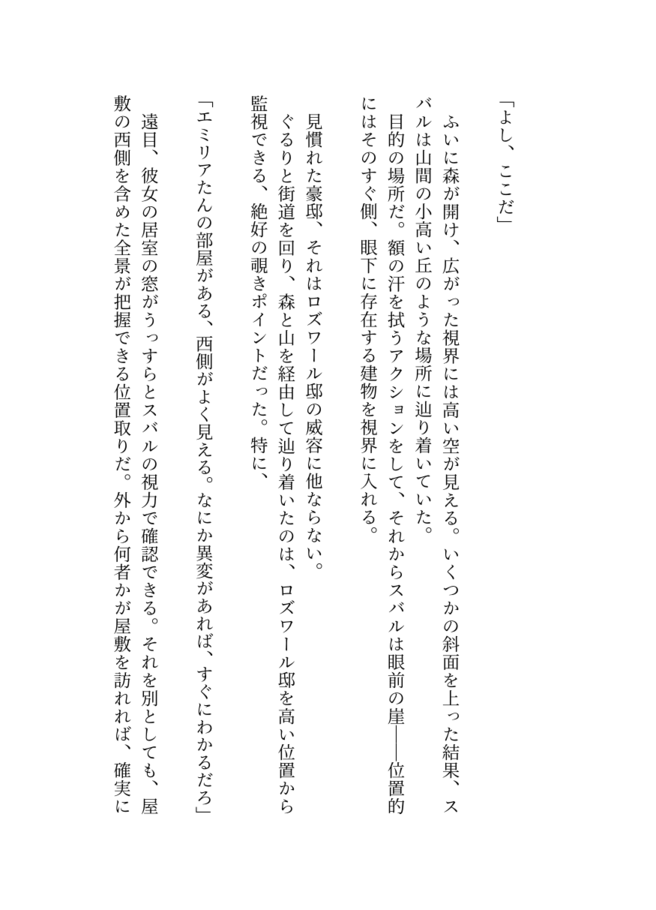 「よし、ここだ」
ふいに森が開け、広がった視界には高い空が見える。いくつかの斜面を上った結果、ス
バルは山間の小高い丘のような場所に辿り着いていた。
目的の場所だ。額の汗を拭うアクションをして、それからスバルは眼前の崖――位置的
にはそのすぐ側、眼下に存在する建物を視界に入れる。
見慣れた豪邸、それはロズワール邸の威容に他ならない。
ぐるりと街道を回り、森と山を経由して辿り着いたのは、ロズワール邸を高い位置から
監視できる、絶好の覗きポイントだった。特に、
「エミリアたんの部屋がある、西側がよく見える。なにか異変があれば、すぐにわかるだろ」
遠目、彼女の居室の窓がうっすらとスバルの視力で確認できる。それを別としても、屋
敷の西側を含めた全景が把握できる位置取りだ。外から何者かが屋敷を訪れれば、確実に